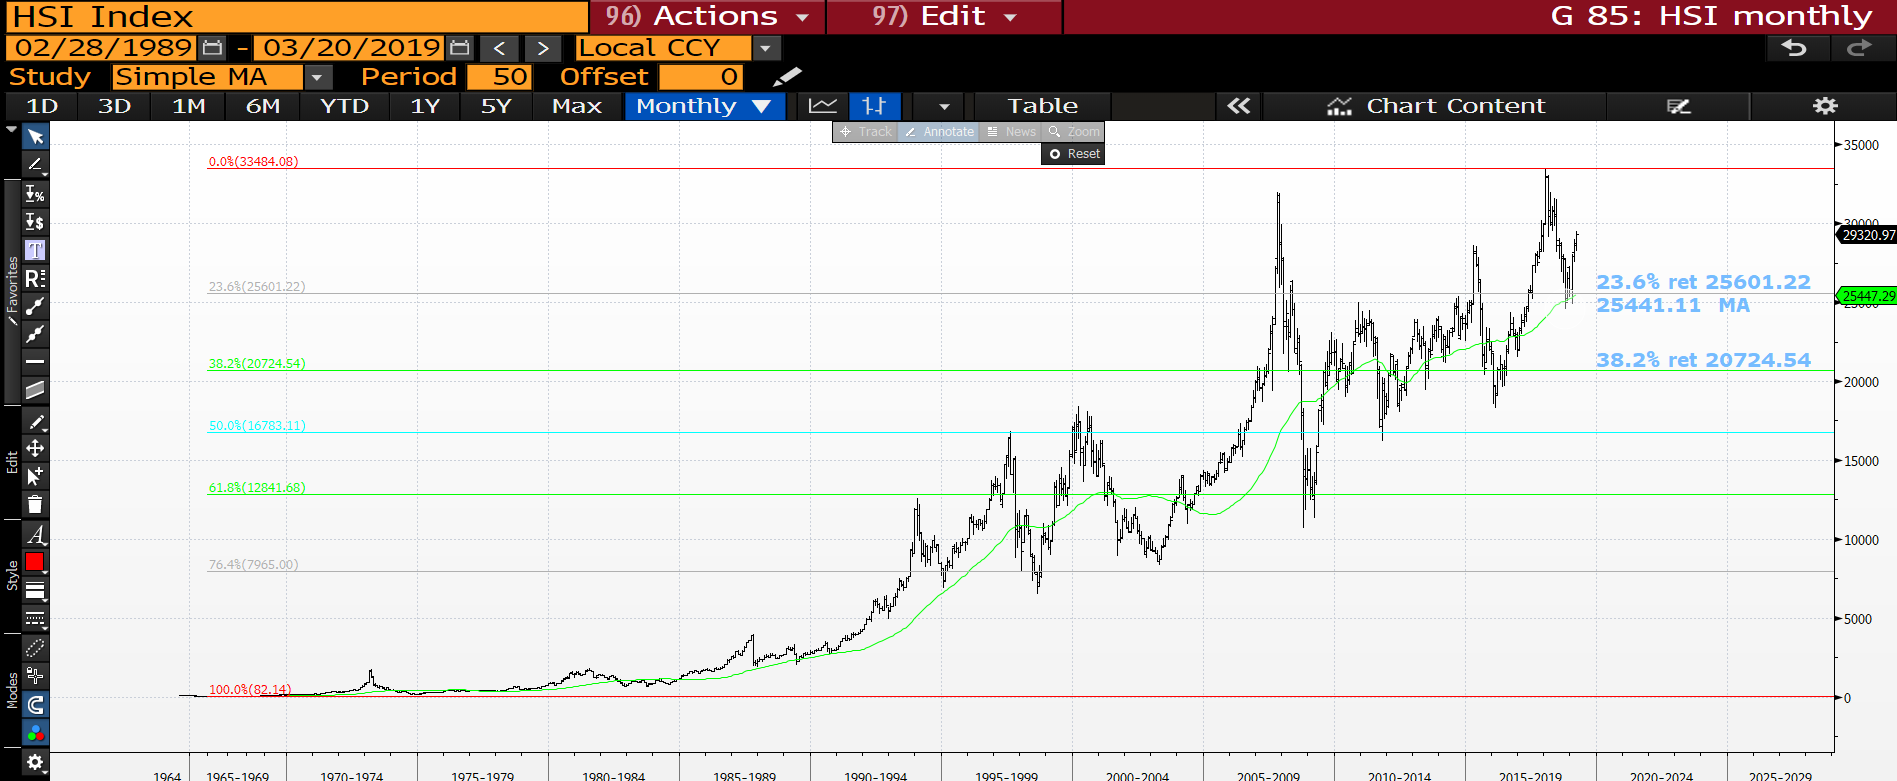 HSI Index 96) Actions 97) Edit G 85: HSI monthly
02/28/1989 - 03/20/2019 < > Local CCY
Study Simple MA Period 50 Offset 0
1D 3D 1M 6M YTD 1Y 5Y Max Monthly ▼ Table « Chart Content
Track Annotate News Zoom
Reset
35000
0.0%(33484.08)
30000
29320.97
23.6%(25601.22)
23.6% ret 25601.22
25447.29
25441.11 MA
38.2%(20724.54)
38.2% ret 20724.54
20000
50.0%(16783.11)
15000
61.8%(12841.68)
10000
76.4%(7965.00)
5000
100.0%(82.14)
0
1964 1965-1969 1970-1974 1975-1979 1980-1984 1985-1989 1990-1994 1995-1999 2000-2004 2005-2009 2010-2014 2015-2019 2020-2024 2025-2029
Favorites
%
$
T
R
Edit
A
Style
Modes